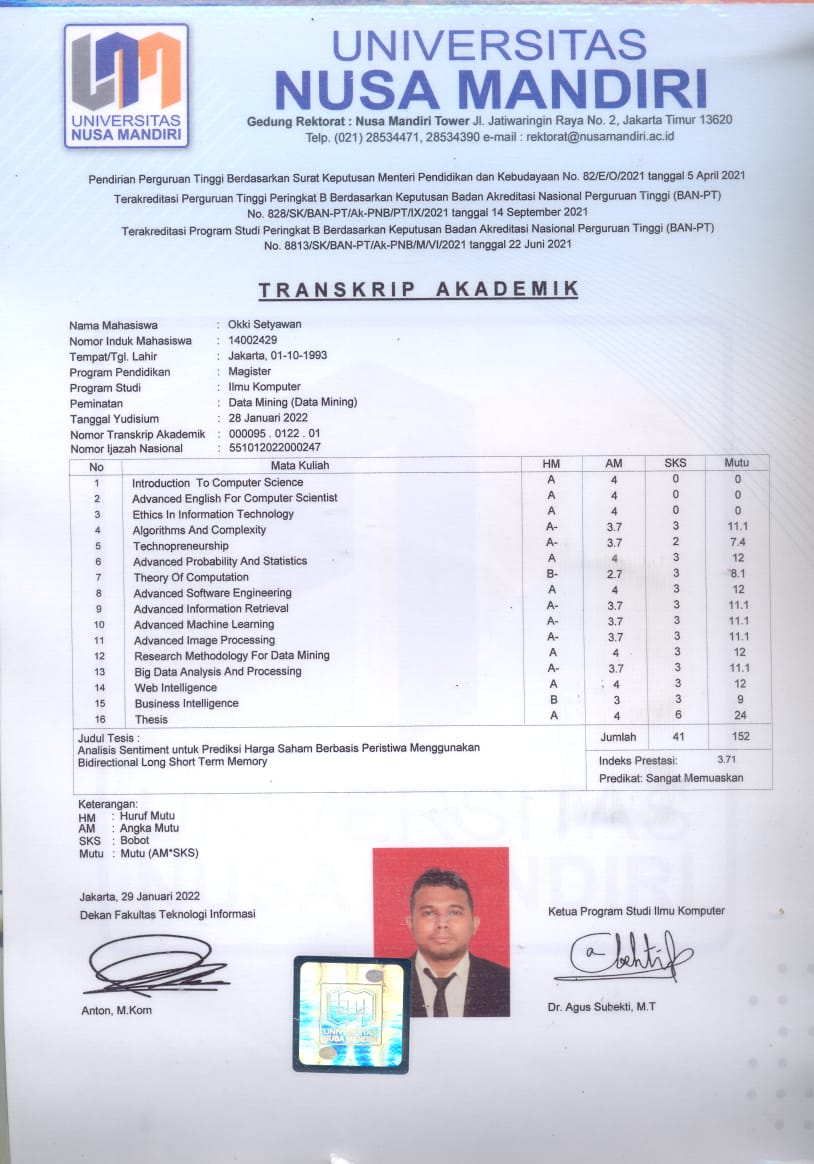 UNIVERSITAS
NUSA MANDIRI
UNIVERSITAS
NUSA MANDIRI
Gedung Rektorat : Nusa Mandiri Tower Jl. Jatiwaringin Raya No. 2, Jakarta Timur 13620
Telp. (021) 28534471, 28534390 e-mail : rektorat@nusamandiri.ac.id
Pendirian Perguruan Tinggi Berdasarkan Surat Keputusan Menteri Pendidikan dan Kebudayaan No. 82/E/O/2021 tanggal 5 April 2021
Terakreditasi Perguruan Tinggi Peringkat B Berdasarkan Keputusan Badan Akreditasi Nasional Perguruan Tinggi (BAN-PT)
No. 828/SK/BAN-PT/Ak-PNB/PT/IX/2021 tanggal 14 September 2021
Terakreditasi Program Studi Peringkat B Berdasarkan Keputusan Badan Akreditasi Nasional Perguruan Tinggi (BAN-PT)
No. 8813/SK/BAN-PT/Ak-PNB/M/VI/2021 tanggal 22 Juni 2021
TRANSKRIP AKADEMIK
Nama Mahasiswa : Okki Setyawan
Nomor Induk Mahasiswa : 14002429
Tempat/Tgl. Lahir : Jakarta, 01-10-1993
Program Pendidikan : Magister
Program Studi : Ilmu Komputer
Peminatan : Data Mining (Data Mining)
Tanggal Yudisium : 28 Januari 2022
Nomor Transkrip Akademik : 000095 . 0122 . 01
Nomor Ijazah Nasional : 551012022000247
No Mata Kuliah HM AM SKS Mutu
1 Introduction To Computer Science A 4 0 0
2 Advanced English For Computer Scientist A 4 0 0
3 Ethics In Information Technology A 4 0 0
4 Algorithms And Complexity A- 3.7 3 11.1
5 Technopreneurship A- 3.7 2 7.4
6 Advanced Probability And Statistics A 4 3 12
7 Theory Of Computation B- 2.7 3 8.1
8 Advanced Software Engineering A 4 3 12
9 Advanced Information Retrieval A- 3.7 3 11.1
10 Advanced Machine Learning A- 3.7 3 11.1
11 Advanced Image Processing A- 3.7 3 11.1
12 Research Methodology For Data Mining A 4 3 12
13 Big Data Analysis And Processing A- 3.7 3 11.1
14 Web Intelligence A 4 3 12
15 Business Intelligence B 3 3 9
16 Thesis A 4 6 24
Judul Tesis :
Analisis Sentiment untuk Prediksi Harga Saham Berbasis Peristiwa Menggunakan
Bidirectional Long Short Term Memory
Jumlah 41 152
Indeks Prestasi: 3.71
Predikat: Sangat Memuaskan
Keterangan:
HM : Huruf Mutu
AM : Angka Mutu
SKS : Bobot
Mutu : Mutu (AM*SKS)
UNIVERSITAS
NUSA MANDIRI
Jakarta, 29 Januari 2022
Dekan Fakultas Teknologi Informasi
Anton, M.Kom
UNIVERSITAS
NUSA MANDIRI
Ketua Program Studi Ilmu Komputer
Dr. Agus Subekti, M.T